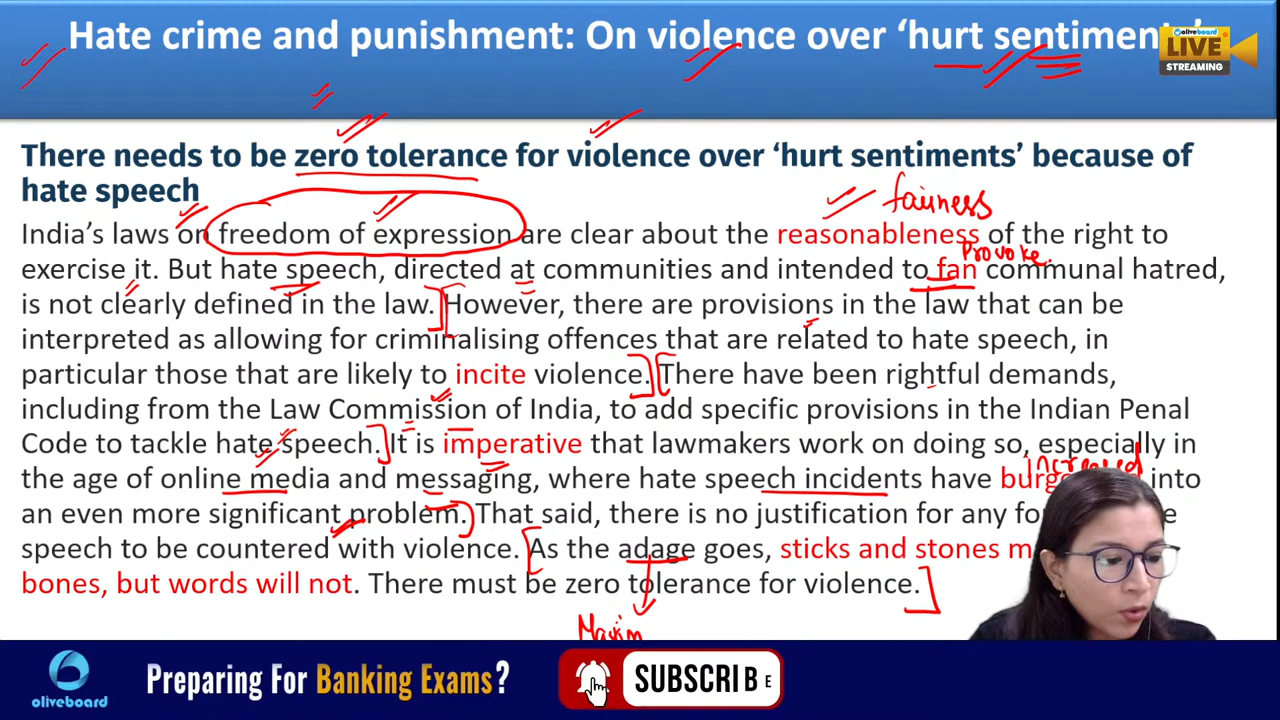 Hate crime and punishment: On violence over ‘hurt
oliveboard
LIVE
STREAMING
There needs to be zero tolerance for violence over ‘hurt sentiments’ because of
hate speech
fairness
India’s laws on freedom of expression are clear about the reasonableness of the right to
Provoke
exercise it. But hate speech, directed at communities and intended to fan communal hatred,
is not clearly defined in the law. However, there are provisions in the law that can be
interpreted as allowing for criminalising offences that are related to hate speech, in
particular those that are likely to incite violence. There have been rightful demands,
including from the Law Commission of India, to add specific provisions in the Indian Penal
Code to tackle hate speech. It is imperative that lawmakers work on doing so, especially in
increased
the age of online media and messaging, where hate speech incidents have into
an even more significant problem. That said, there is no justification for any
speech to be countered with violence. As the adage goes, sticks and stones
bones, but words will not. There must be zero tolerance for violence.
Maxim
oliveboard
Preparing For Banking Exams?
SUBSCRIBE